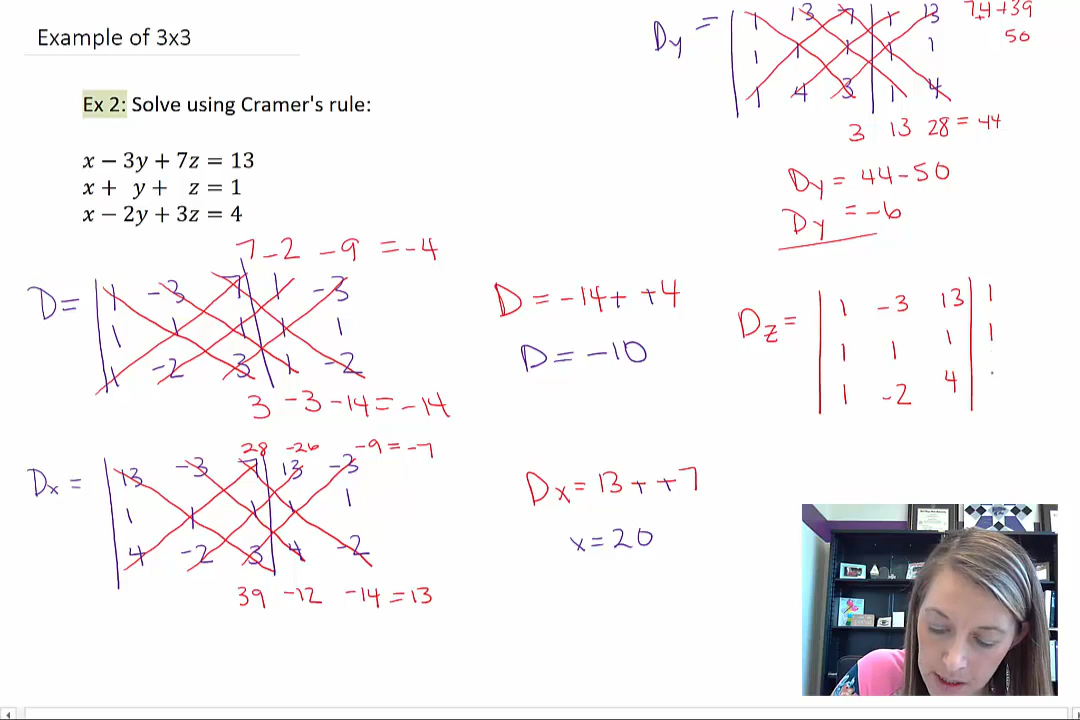 Example of 3x3
Ex 2: Solve using Cramer's rule:
x − 3y + 7z = 13
x + y + z = 1
x − 2y + 3z = 4
7 -2 -9 = -4
D = 1 -3 7 1 -3
1 1 1 1 1
1 -2 3 1 -2
3 -3 -14 = -14
28 -26 -9 = -7
Dx = 13 -3 7 13 -3
1 1 1 1 1
4 -2 3 4 -2
39 -12 -14 = 13
D = -14 + +4
D = -10
Dx = 13 + +7
x = 20
7 + 4 + 39
50
Dy = 1 13 7 1 13
1 1 1 1 1
1 4 3 1 4
3 13 28 = 44
Dy = 44 - 50
Dy = -6
Dz = 1 -3 13 1
1 1 1 1
1 -2 4